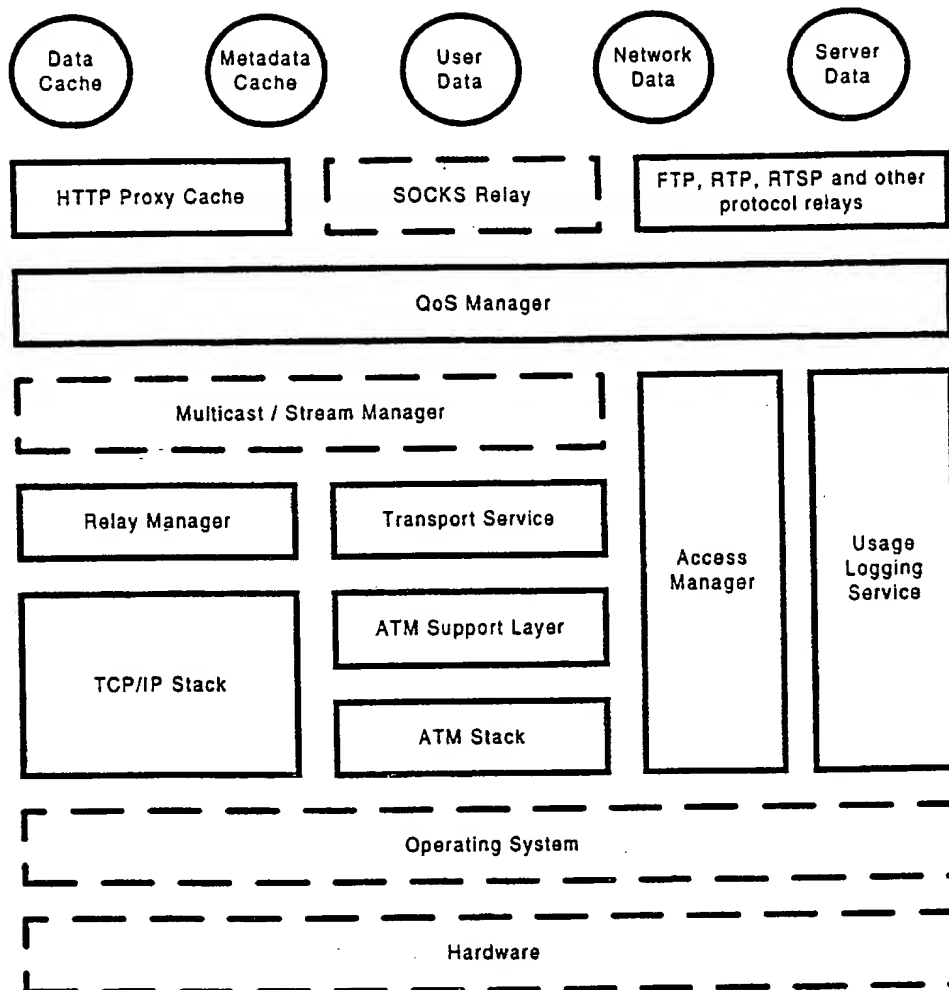 Data
Cache
Metadata
Cache
User
Data
Network
Data
Server
Data
HTTP Proxy Cache
SOCKS Relay
FTP, RTP, RTSP and other
protocol relays
QoS Manager
Multicast / Stream Manager
Relay Manager
Transport Service
Access
Manager
Usage
Logging
Service
ATM Support Layer
TCP/IP Stack
ATM Stack
Operating System
Hardware